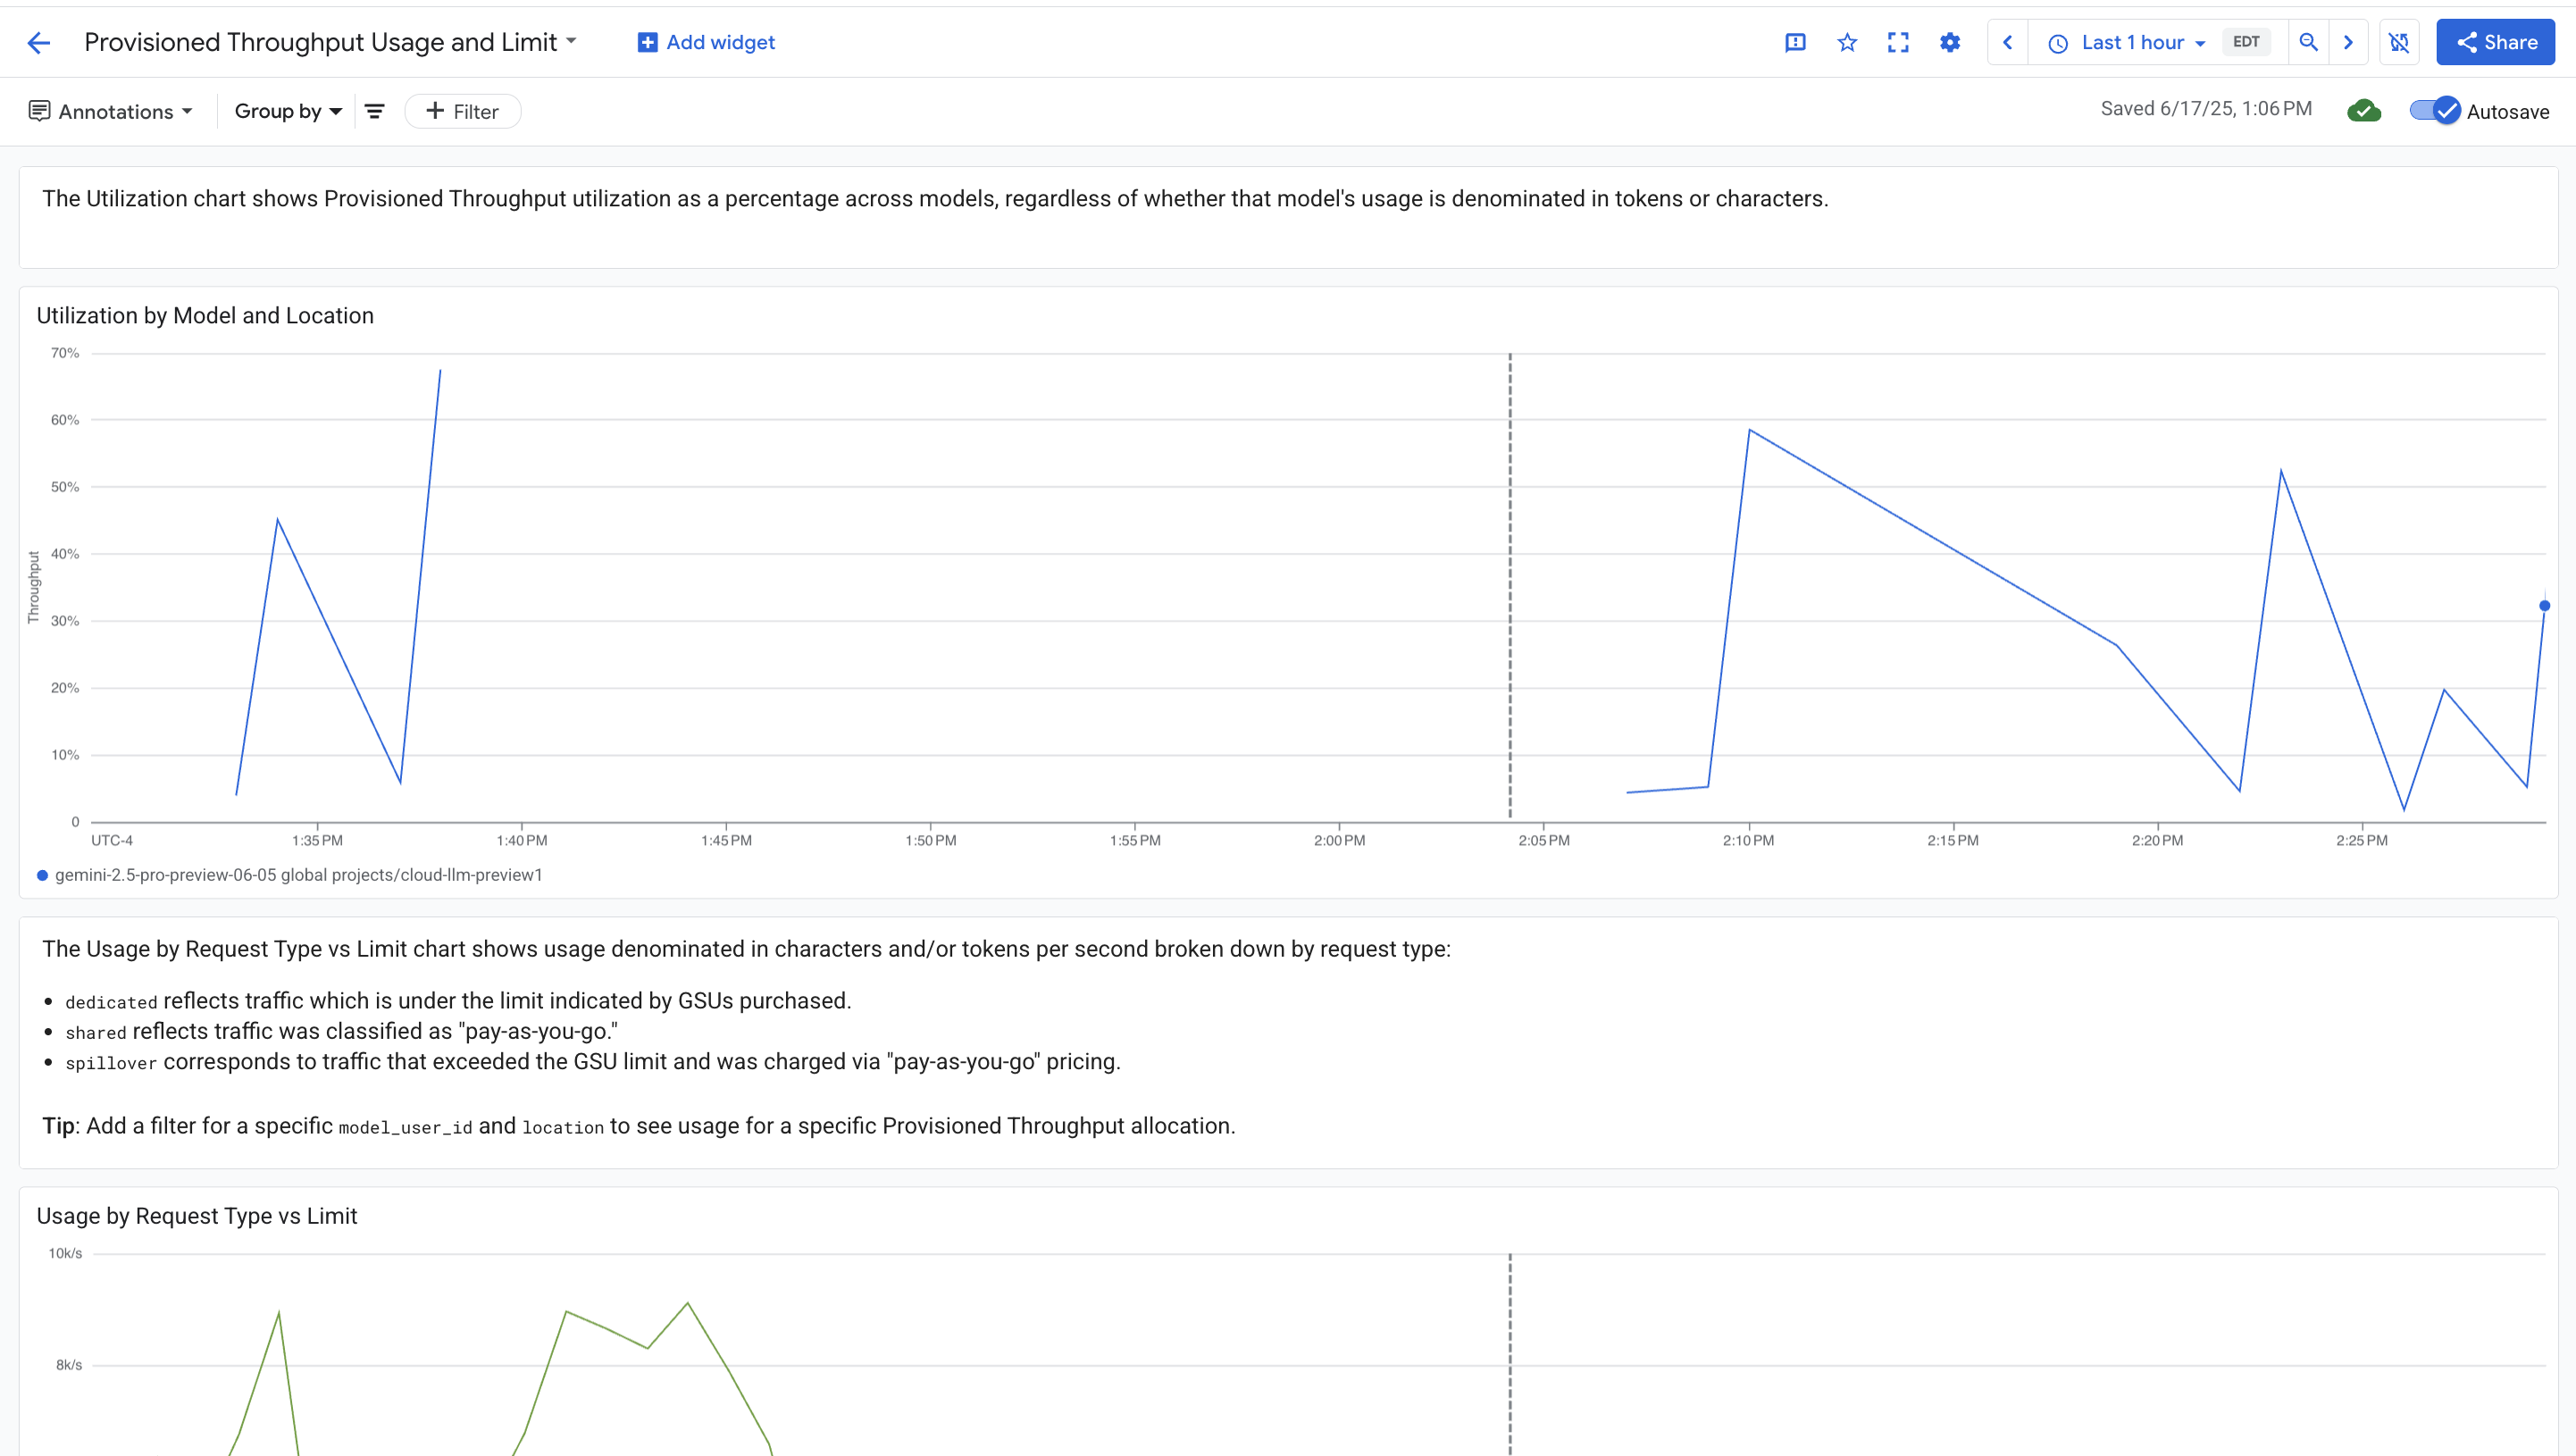 Provisioned Throughput Usage and Limit
Add widget
Last 1 hour
EDT
Share
Annotations
Group by
Filter
Saved 6/17/25, 1:06 PM
Autosave
The Utilization chart shows Provisioned Throughput utilization as a percentage across models, regardless of whether that model's usage is denominated in tokens or characters.
Utilization by Model and Location
70%
60%
50%
40%
30%
20%
10%
0
Throughput
UTC-4
1:35 PM
1:40 PM
1:45 PM
1:50 PM
1:55 PM
2:00 PM
2:05 PM
2:10 PM
2:15 PM
2:20 PM
2:25 PM
gemini-2.5-pro-preview-06-05 global projects/cloud-llm-preview1
The Usage by Request Type vs Limit chart shows usage denominated in characters and/or tokens per second broken down by request type:
• dedicated reflects traffic which is under the limit indicated by GSUs purchased.
• shared reflects traffic was classified as "pay-as-you-go."
• spillover corresponds to traffic that exceeded the GSU limit and was charged via "pay-as-you-go" pricing.
Tip: Add a filter for a specific model_user_id and location to see usage for a specific Provisioned Throughput allocation.
Usage by Request Type vs Limit
10k/s
8k/s